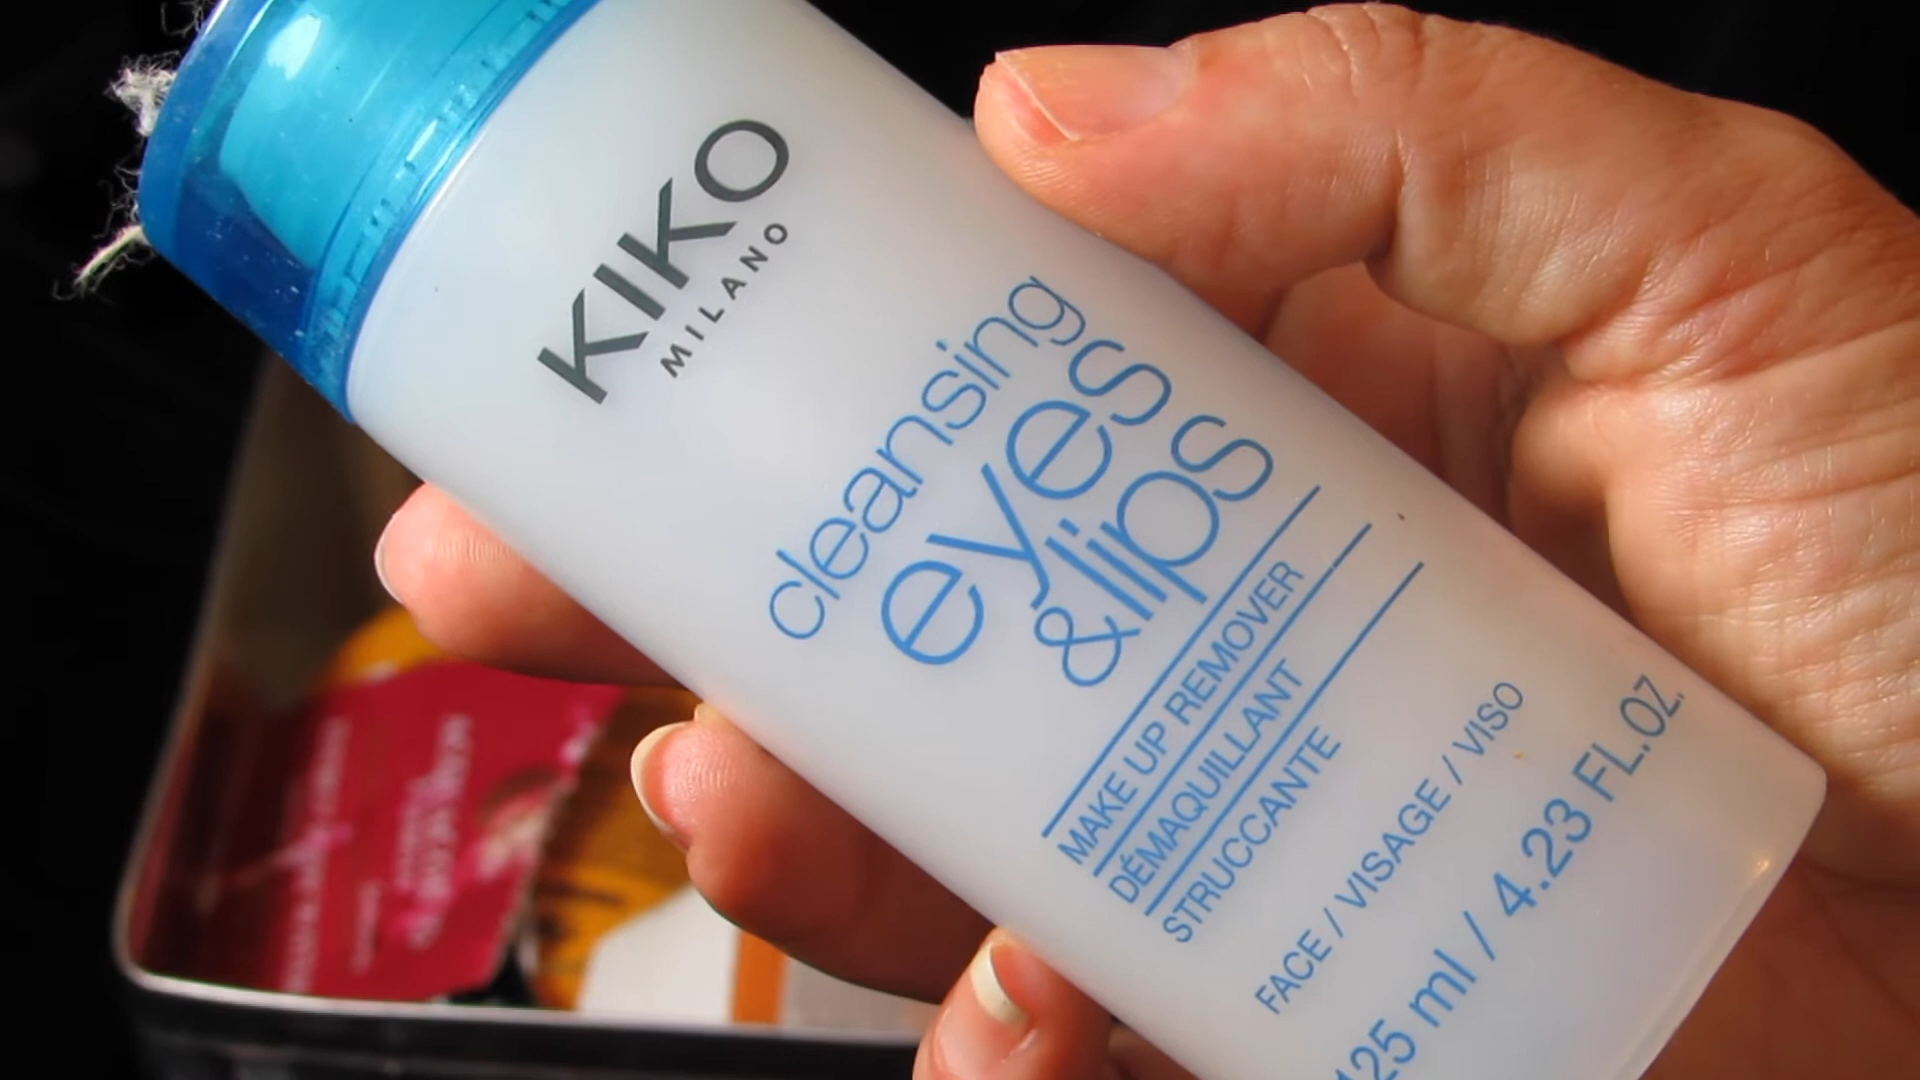 KIKO
MILANO
cleansing
eyes
&lips
MAKE UP REMOVER
DÉMAQUILLANT
STRUCCANTE
FACE / VISAGE / VISO
125 ml / 4.23 FL.OZ.